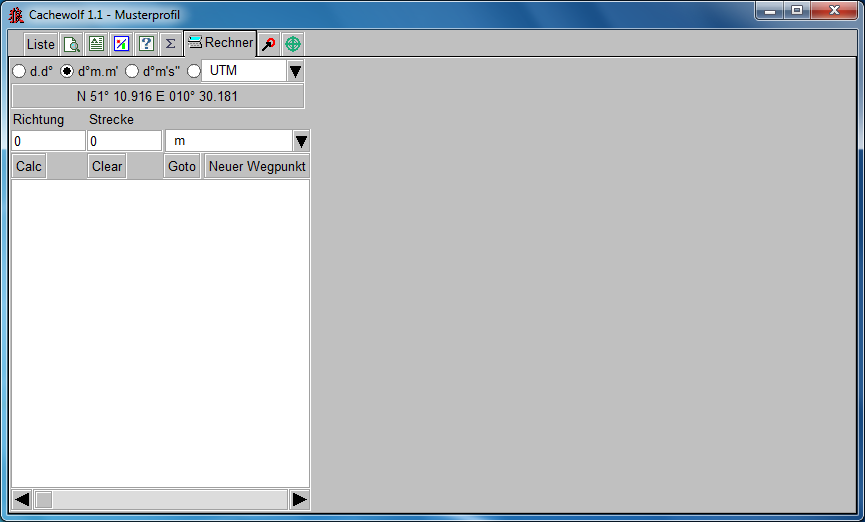 Cachewolf 1.1 - Musterprofil
Liste ? Σ Rechner
d.d° d°m.m' d°m's" UTM
N 51° 10.916 E 010° 30.181
Richtung Strecke
0 0 m
Calc Clear Goto Neuer Wegpunkt